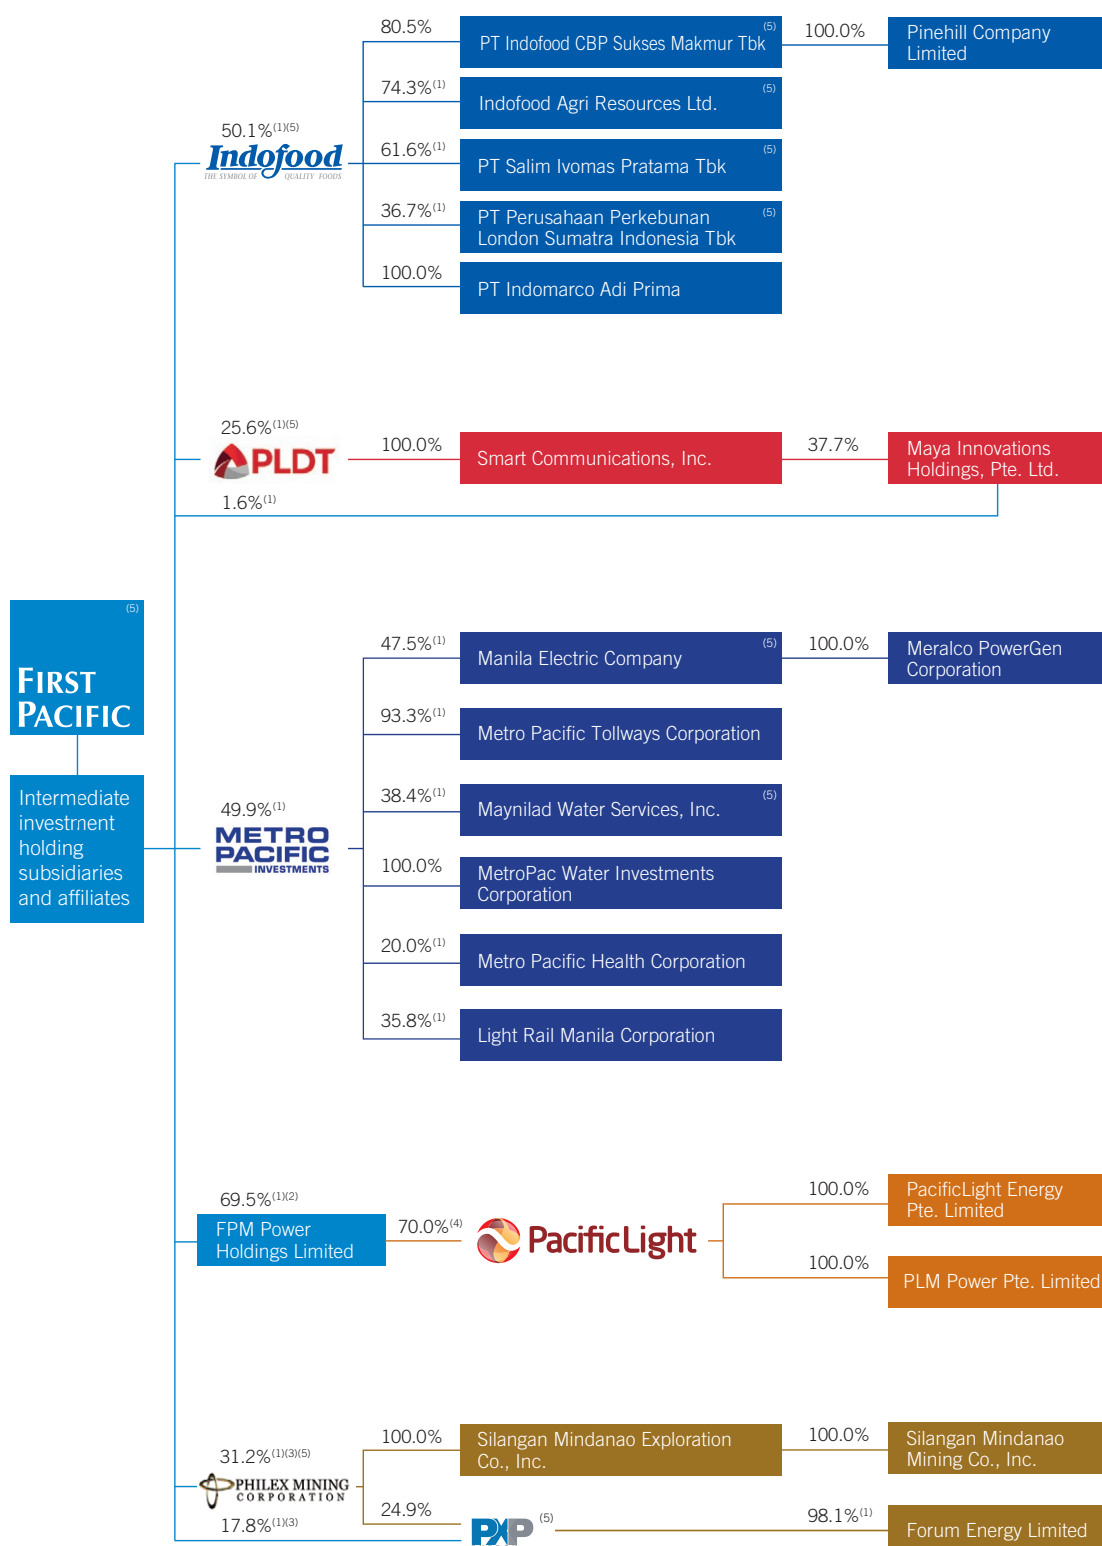 80.5%
PT Indofood CBP Sukses Makmur Tbk (5)
100.0%
Pinehill Company
Limited
74.3%(1)
Indofood Agri Resources Ltd. (5)
50.1%(1)(5)
Indofood
THE SYMBOL OF QUALITY FOODS
61.6%(1)
PT Salim Ivomas Pratama Tbk (5)
36.7%(1)
PT Perusahaan Perkebunan (5)
London Sumatra Indonesia Tbk
100.0%
PT Indomarco Adi Prima
25.6%(1)(5)
PLDT
100.0%
Smart Communications, Inc.
37.7%
Maya Innovations
Holdings, Pte. Ltd.
1.6%(1)
(5)
FIRST
PACIFIC
Intermediate
investment
holding
subsidiaries
and affiliates
47.5%(1)
Manila Electric Company (5)
100.0%
Meralco PowerGen
Corporation
93.3%(1)
Metro Pacific Tollways Corporation
38.4%(1)
Maynilad Water Services, Inc. (5)
49.9%(1)
METRO
PACIFIC
INVESTMENTS
100.0%
MetroPac Water Investments
Corporation
20.0%(1)
Metro Pacific Health Corporation
35.8%(1)
Light Rail Manila Corporation
69.5%(1)(2)
FPM Power
Holdings Limited
70.0%(4)
PacificLight
100.0%
PacificLight Energy
Pte. Limited
100.0%
PLM Power Pte. Limited
31.2%(1)(3)(5)
PHILEX MINING
CORPORATION
100.0%
Silangan Mindanao Exploration
Co., Inc.
100.0%
Silangan Mindanao
Mining Co., Inc.
17.8%(1)(3)
24.9%
PXP (5)
98.1%(1)
Forum Energy Limited